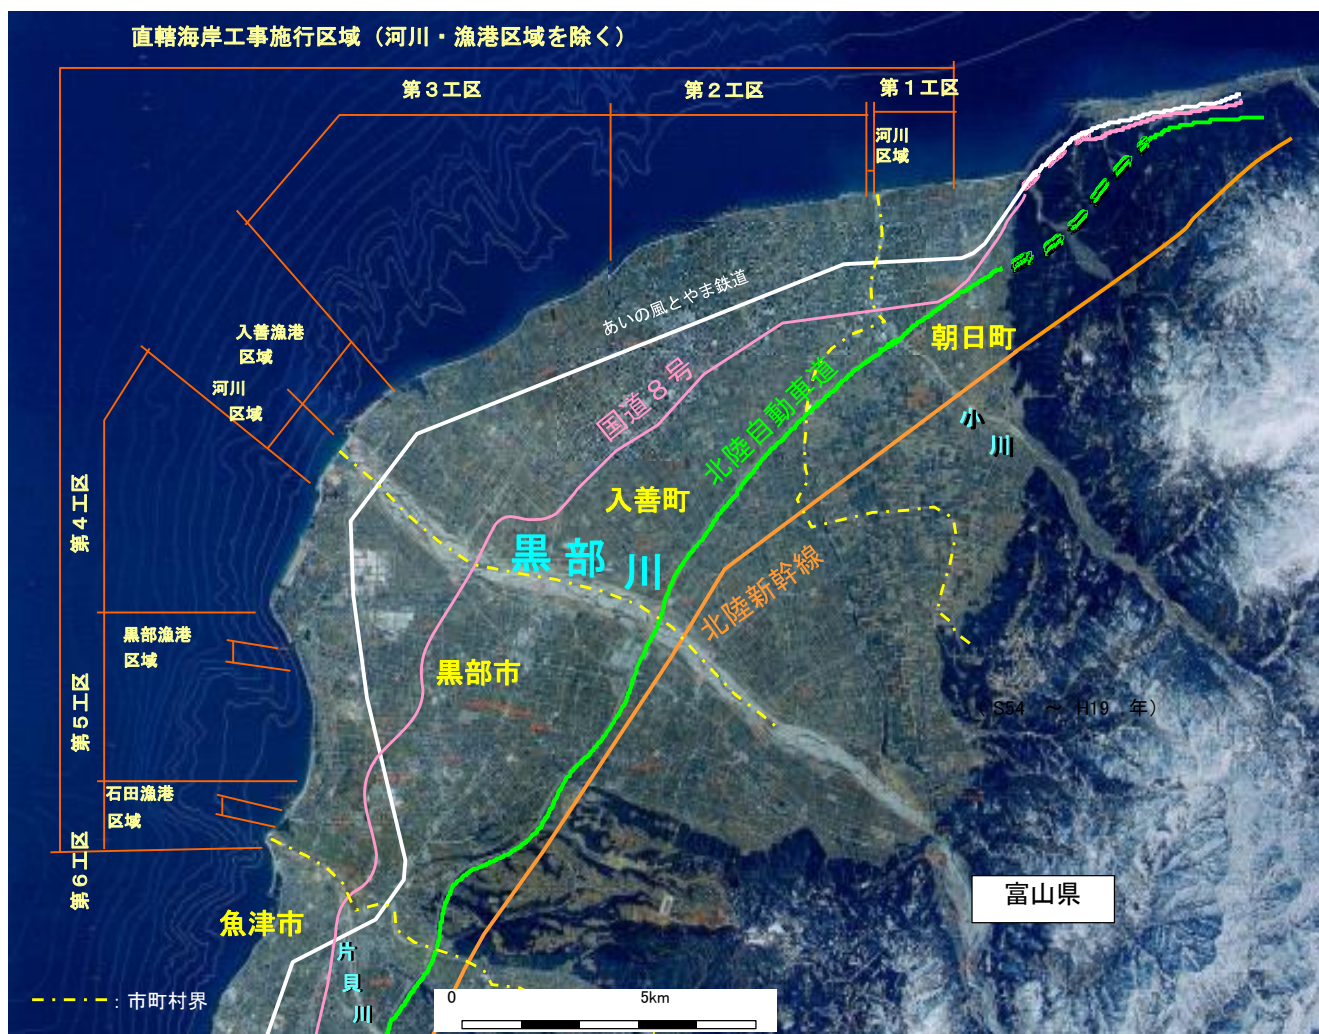 直轄海岸工事施行区域（河川・漁港区域を除く）
第３工区
第２工区
第１工区
河川
区域
あいの風とやま鉄道
入善漁港
区域
河川
区域
国道８号
北陸自動車道
朝日町
小川
第４工区
入善町
黒部川
北陸新幹線
黒部漁港
区域
黒部市
第５工区
（S54　～　H19　年）
石田漁港
区域
第６工区
富山県
魚津市
片貝川
：市町村界
0
5km